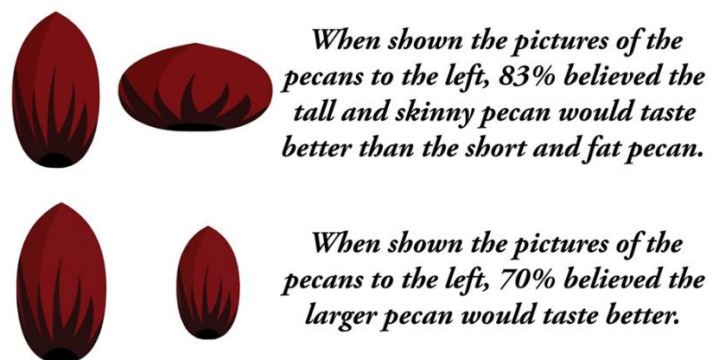 When shown the pictures of the
pecans to the left, 83% believed the
tall and skinny pecan would taste
better than the short and fat pecan.
When shown the pictures of the
pecans to the left, 70% believed the
larger pecan would taste better.